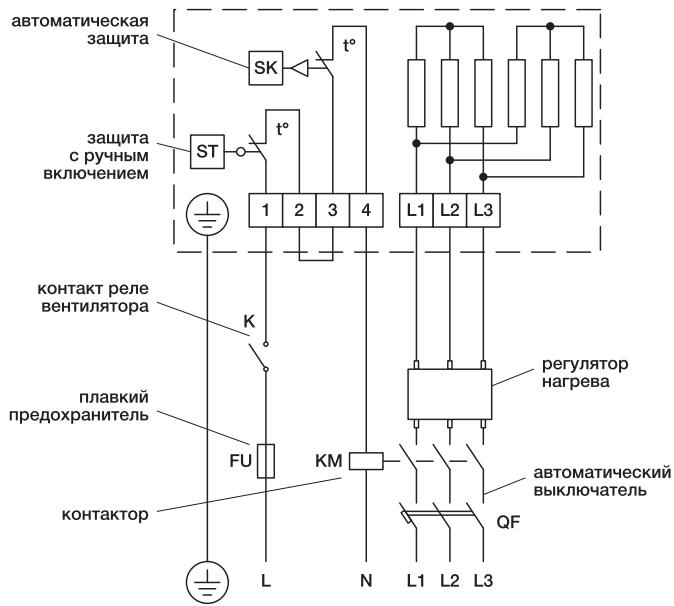 автоматическая
защита
SK
t°
защита
с ручным
включением
ST
t°
1 2 3 4 L1 L2 L3
контакт реле
вентилятора
K
регулятор
нагрева
плавкий
предохранитель
FU
KM
автоматический
выключатель
контактор
QF
L N L1 L2 L3